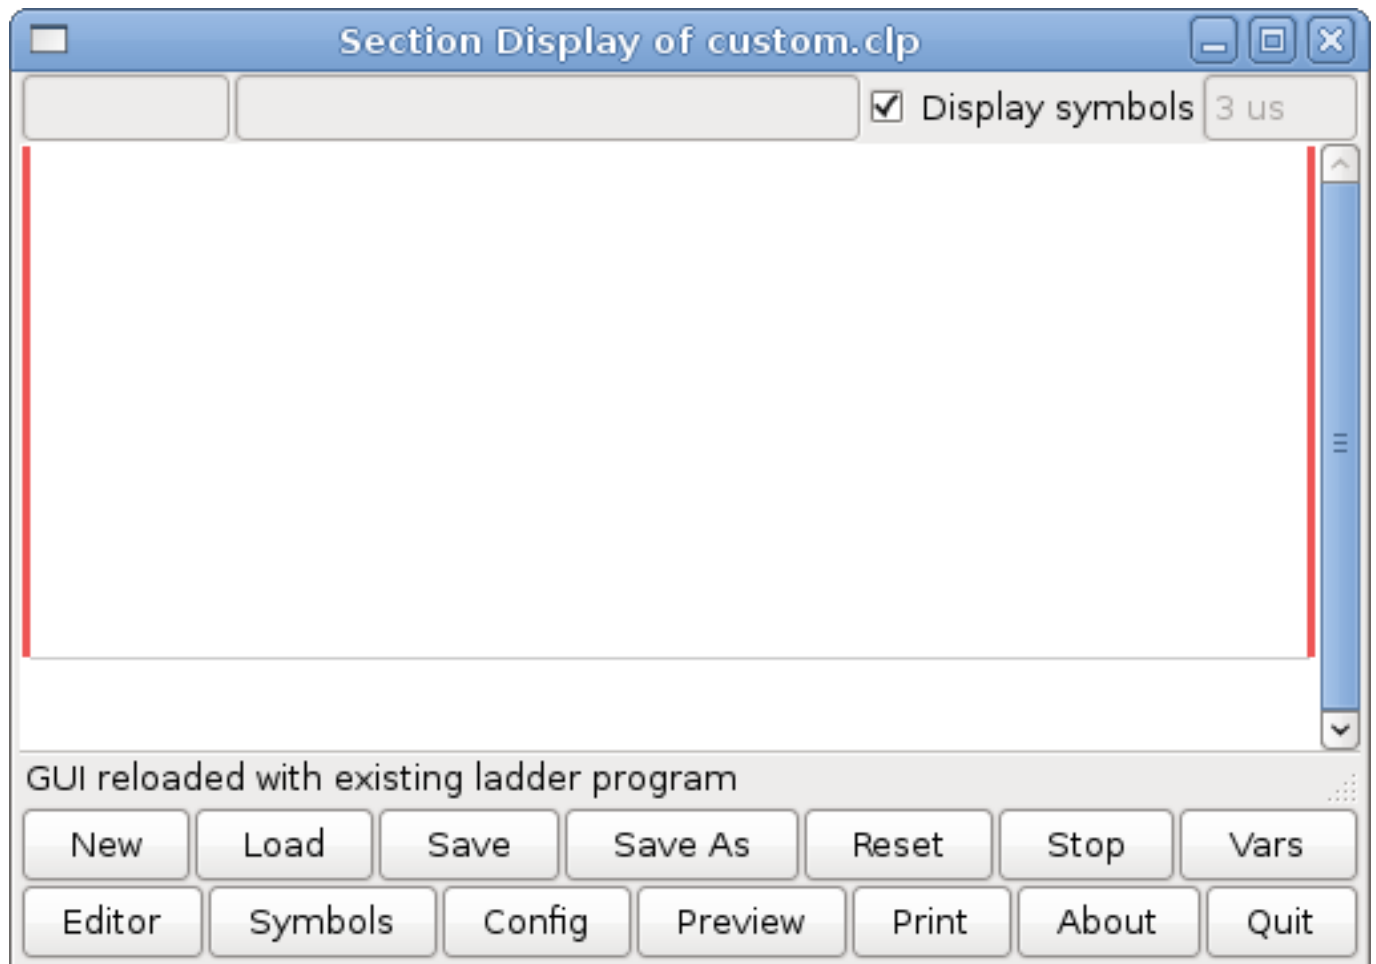 Section Display of custom.clp
Display symbols 3 us
GUI reloaded with existing ladder program
New Load Save Save As Reset Stop Vars
Editor Symbols Config Preview Print About Quit